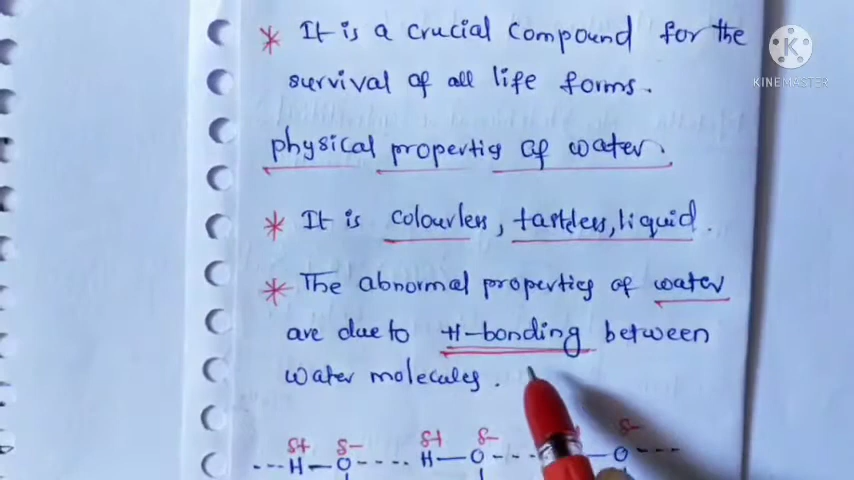 * It is a crucial compound for the
survival of all life forms.
physical properties of water.
* It is colourless, tasteless, liquid.
* The abnormal properties of water
are due to H-bonding between
water molecules.
δ+ δ- δ+ δ- δ-
---H-O----H-O--- -O---
K
KINEMASTER